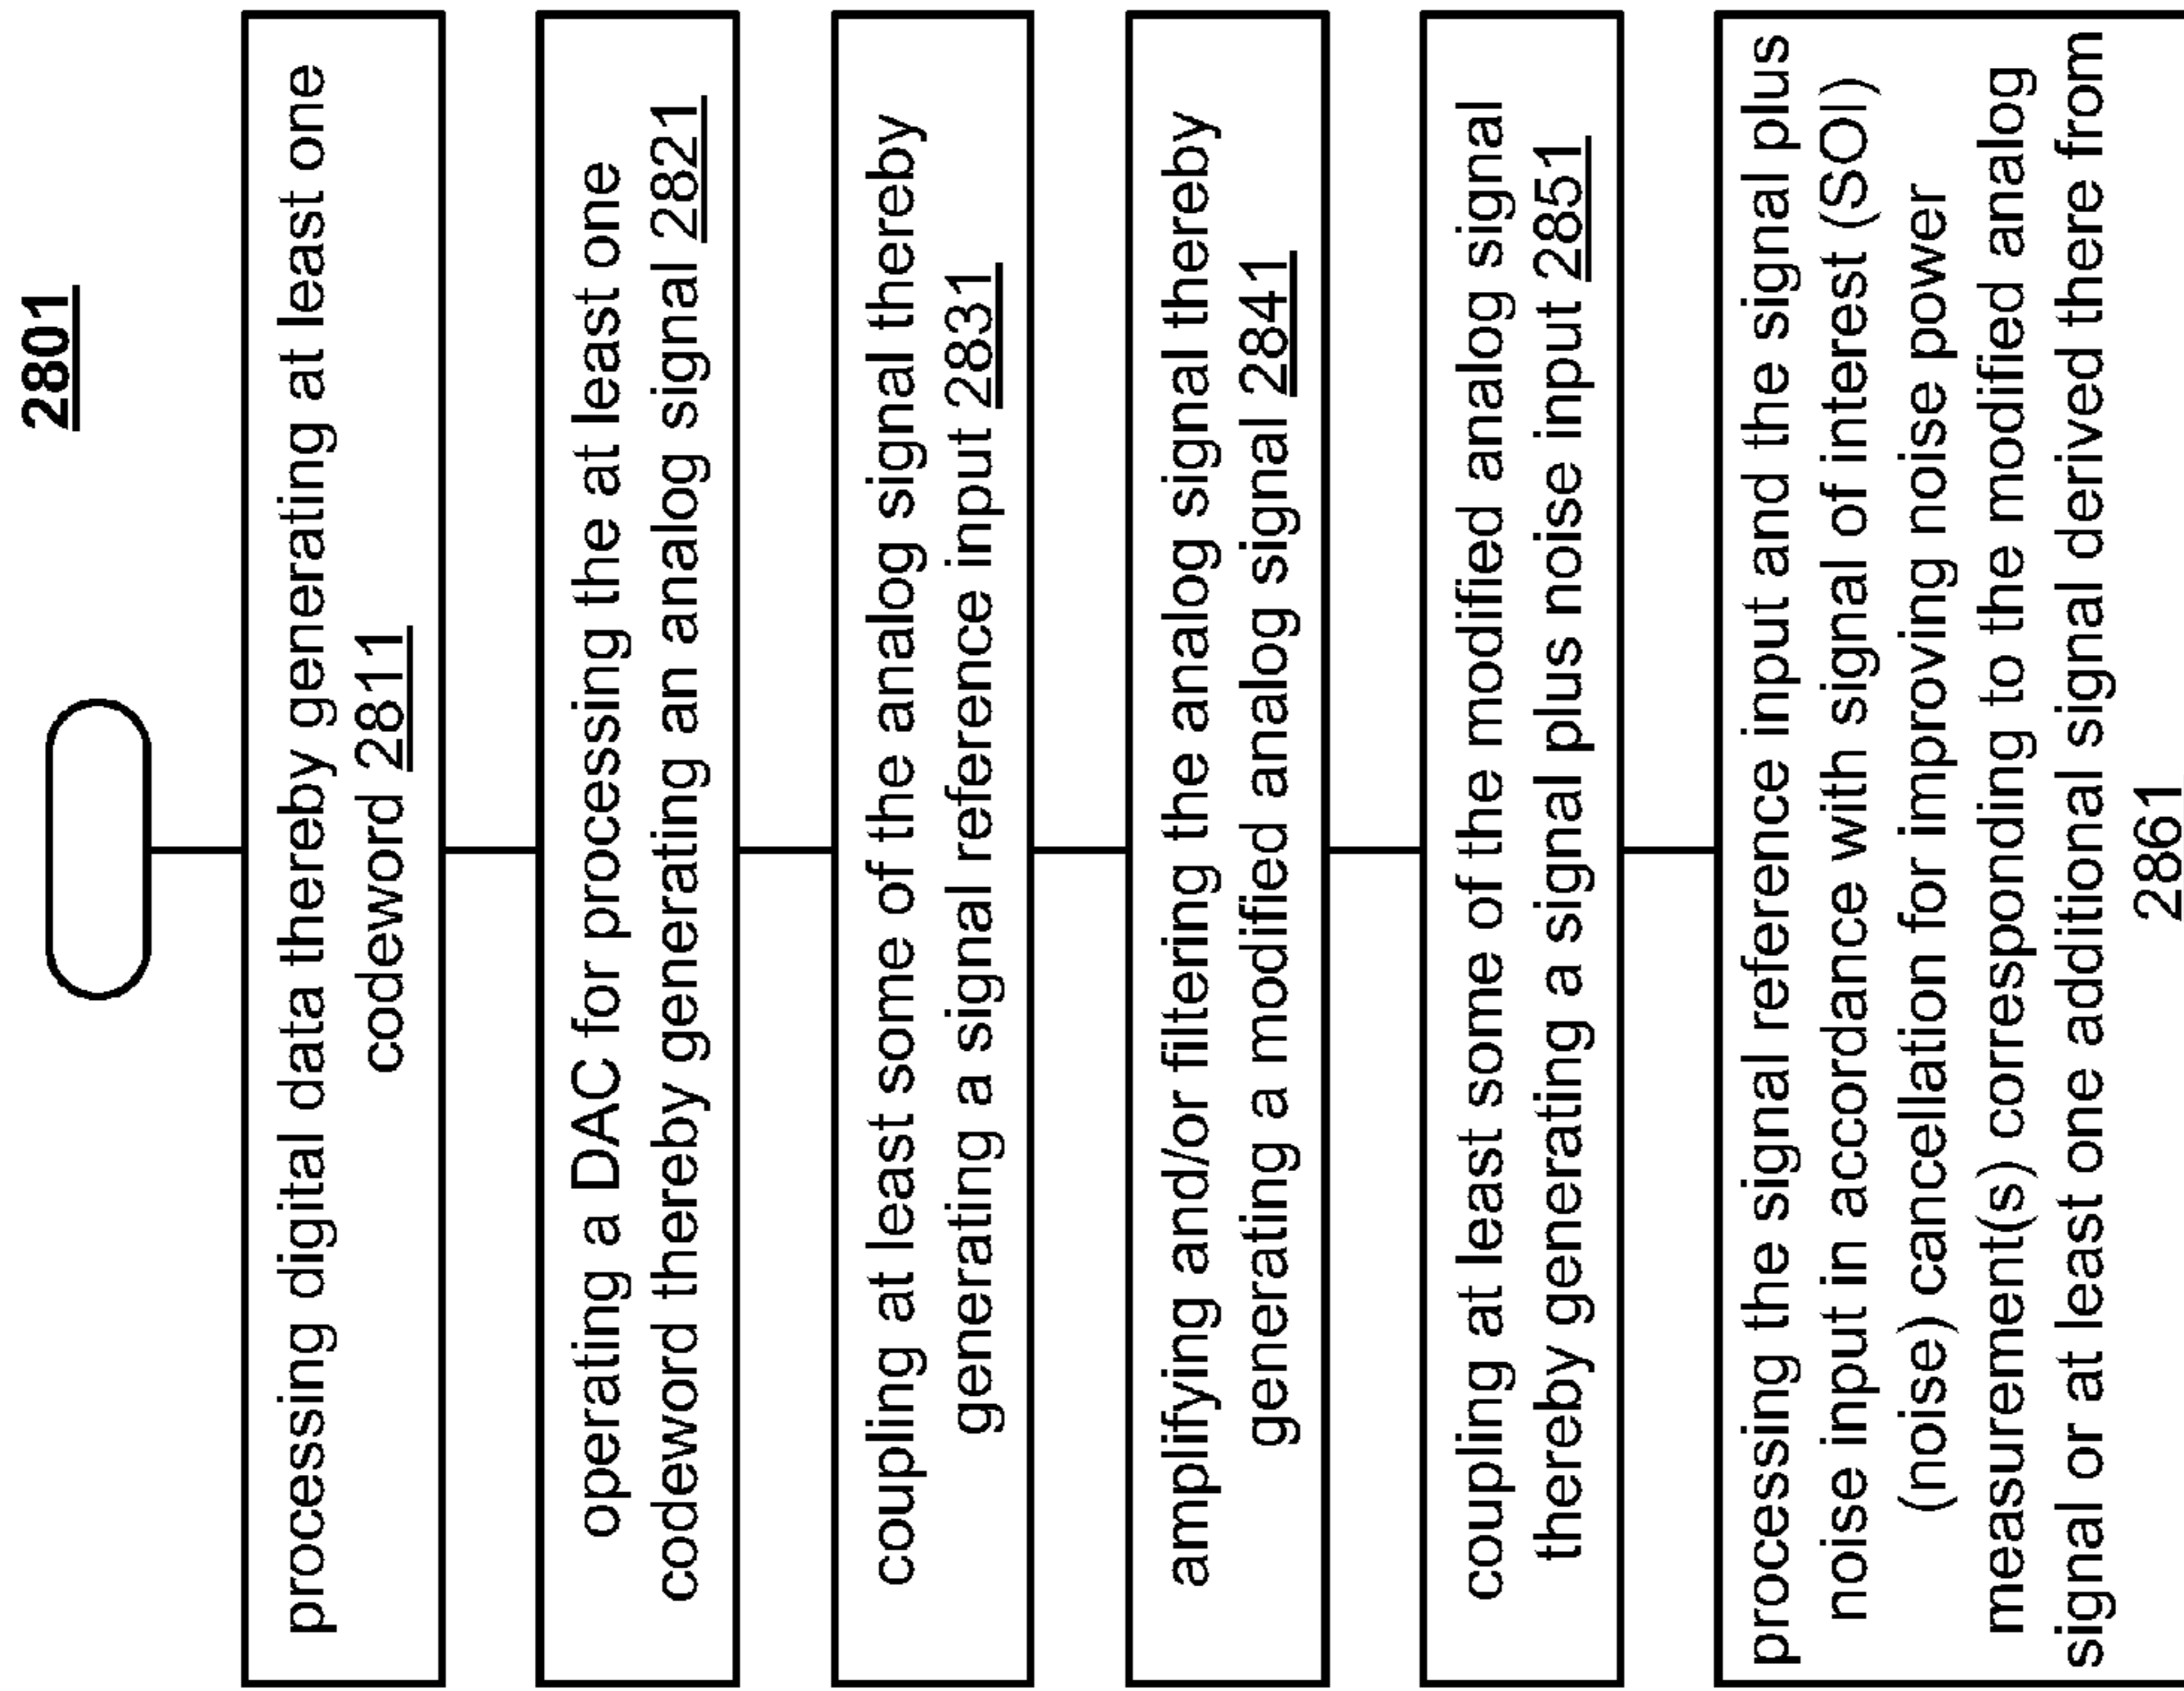 2801
processing digital data thereby generating at least one
codeword 2811
operating a DAC for processing the at least one
codeword thereby generating an analog signal 2821
coupling at least some of the analog signal thereby
generating a signal reference input 2831
amplifying and/or filtering the analog signal thereby
generating a modified analog signal 2841
coupling at least some of the modified analog signal
thereby generating a signal plus noise input 2851
processing the signal reference input and the signal plus
noise input in accordance with signal of interest (SOI)
(noise) cancellation for improving noise power
measurement(s) corresponding to the modified analog
signal or at least one additional signal derived there from
2861